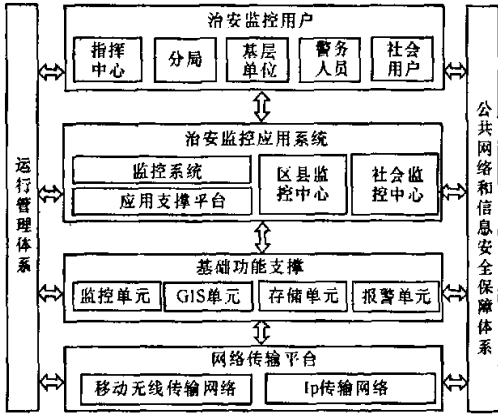 治安监控用户
指挥
中心
分局
基层
单位
警务
人员
社会
用户
治安监控应用系统
监控系统
应用支撑平台
区县监
控中心
社会监
控中心
基础功能支撑
监控单元
GIS单元
存储单元
报警单元
网络传输平台
移动无线传输网络
Ip传输网络
运行管理体系
公共网络和信息安全保障体系